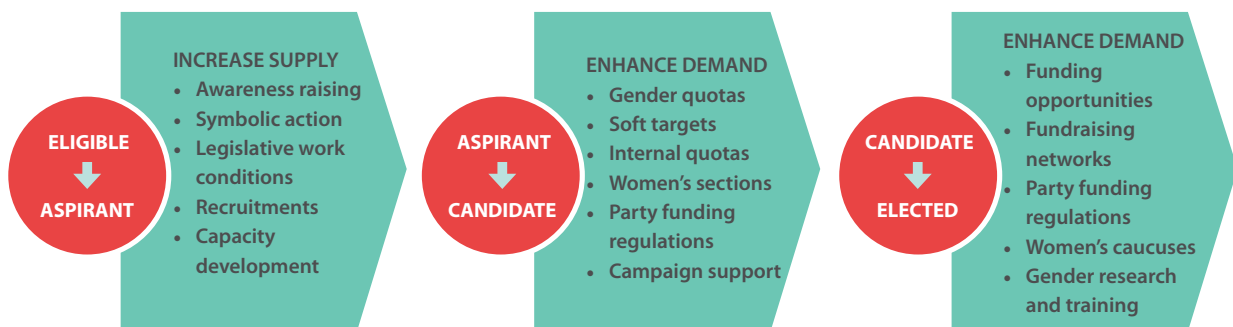 ELIGIBLE
ASPIRANT
INCREASE SUPPLY
• Awareness raising
• Symbolic action
• Legislative work
conditions
• Recruitments
• Capacity
development
ASPIRANT
CANDIDATE
ENHANCE DEMAND
• Gender quotas
• Soft targets
• Internal quotas
• Women’s sections
• Party funding
regulations
• Campaign support
CANDIDATE
ELECTED
ENHANCE DEMAND
• Funding
opportunities
• Fundraising
networks
• Party funding
regulations
• Women’s caucuses
• Gender research
and training